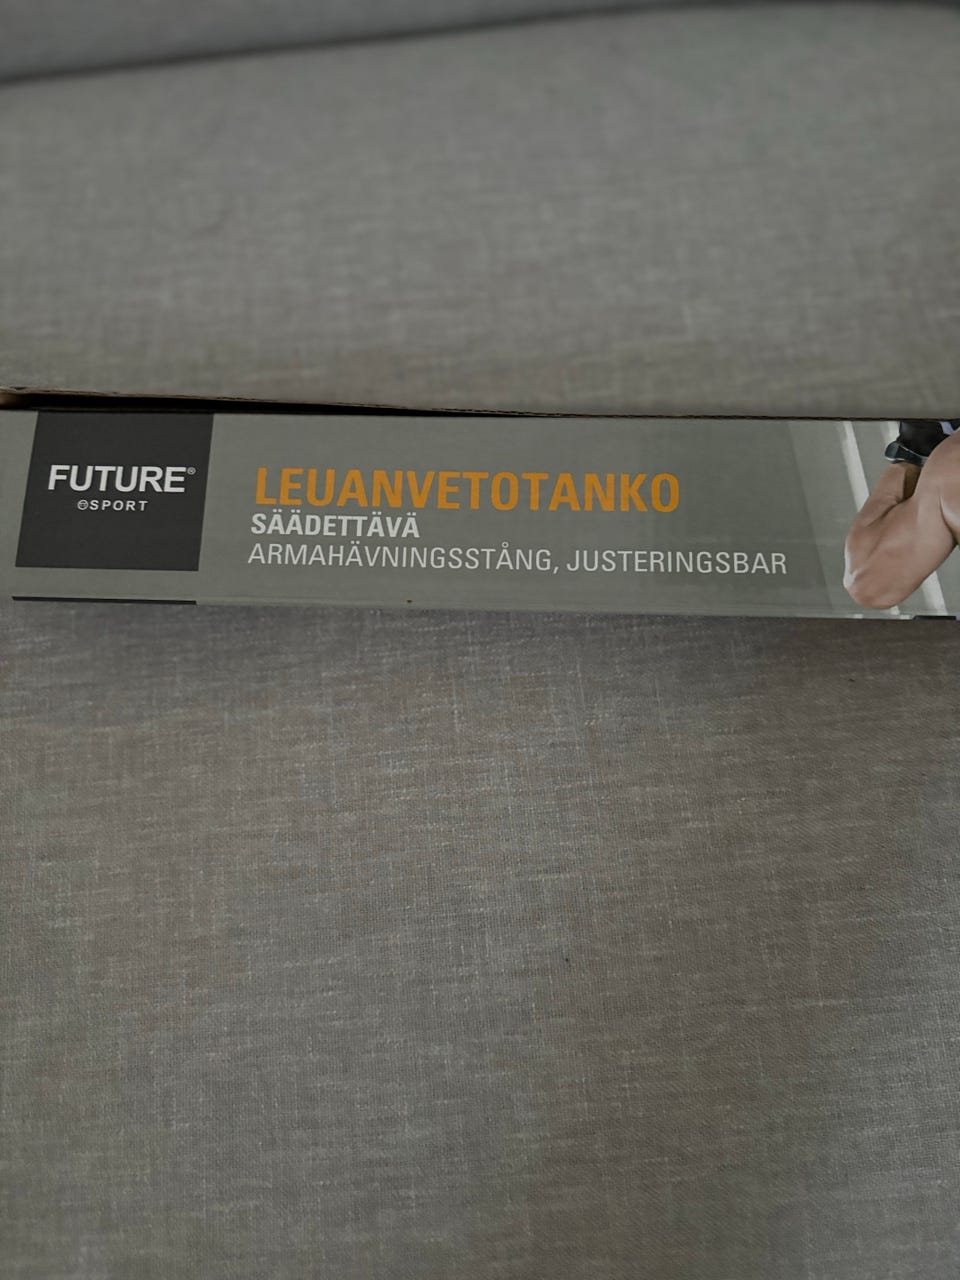 FUTURE®
SPORT
LEUANVETOTANKO
SÄÄDETTÄVÄ
ARMAHÄVNINGSSTÅNG, JUSTERINGSBAR